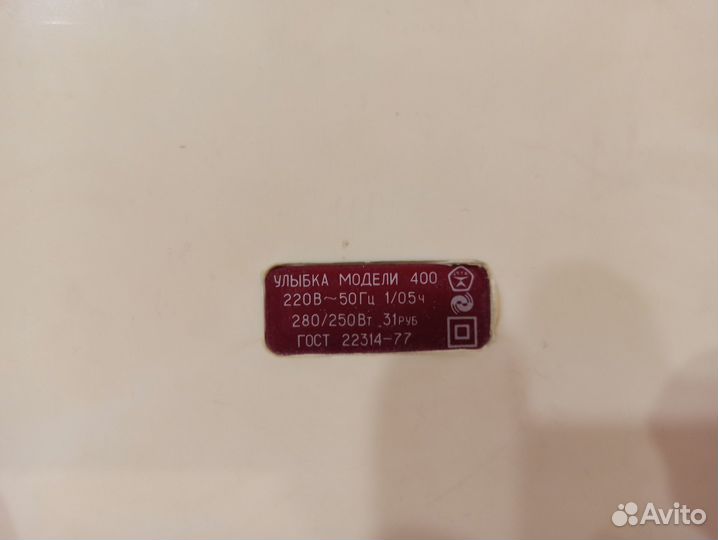 УЛЫБКА МОДЕЛИ 400
220В~50Гц 1/05ч
280/250Вт 31РУБ
ГОСТ 22314-77
Avito